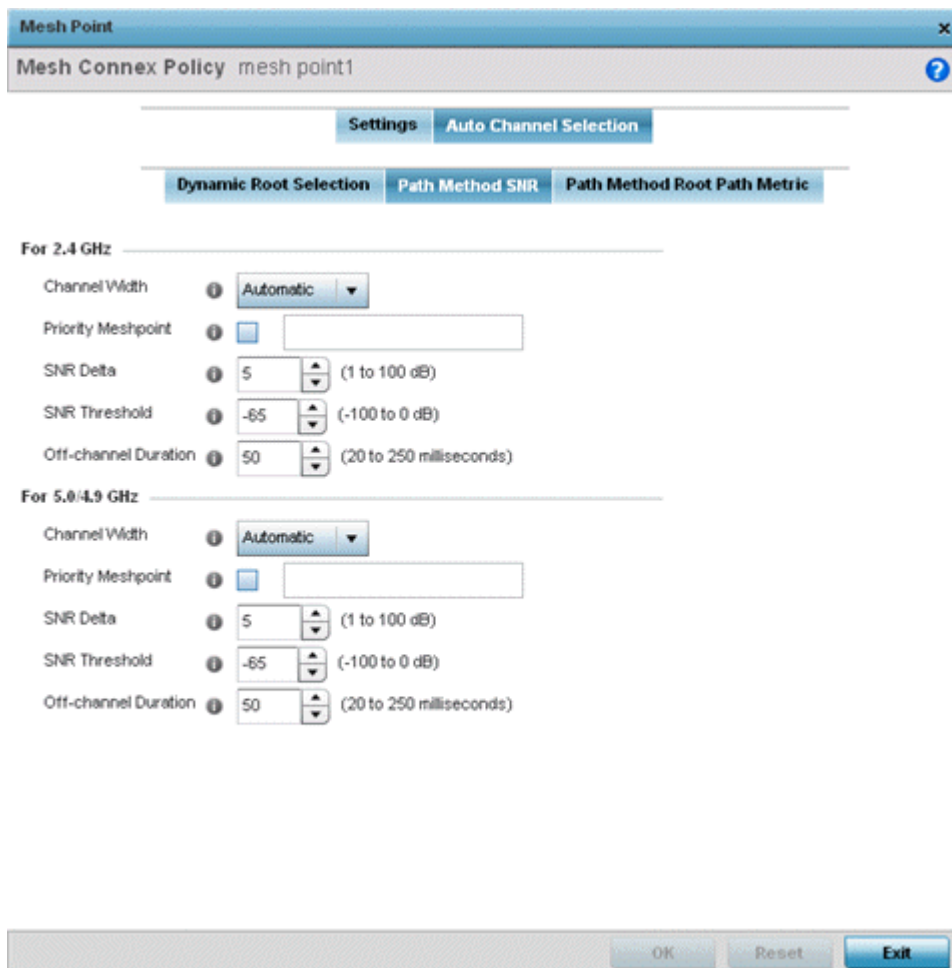 Mesh Point
Mesh Connex Policy mesh point1
Settings Auto Channel Selection
Dynamic Root Selection Path Method SNR Path Method Root Path Metric
For 2.4 GHz
Channel Width Automatic
Priority Meshpoint
SNR Delta 5 (1 to 100 dB)
SNR Threshold -65 (-100 to 0 dB)
Off-channel Duration 50 (20 to 250 milliseconds)
For 5.0/4.9 GHz
Channel Width Automatic
Priority Meshpoint
SNR Delta 5 (1 to 100 dB)
SNR Threshold -65 (-100 to 0 dB)
Off-channel Duration 50 (20 to 250 milliseconds)
OK Reset Exit